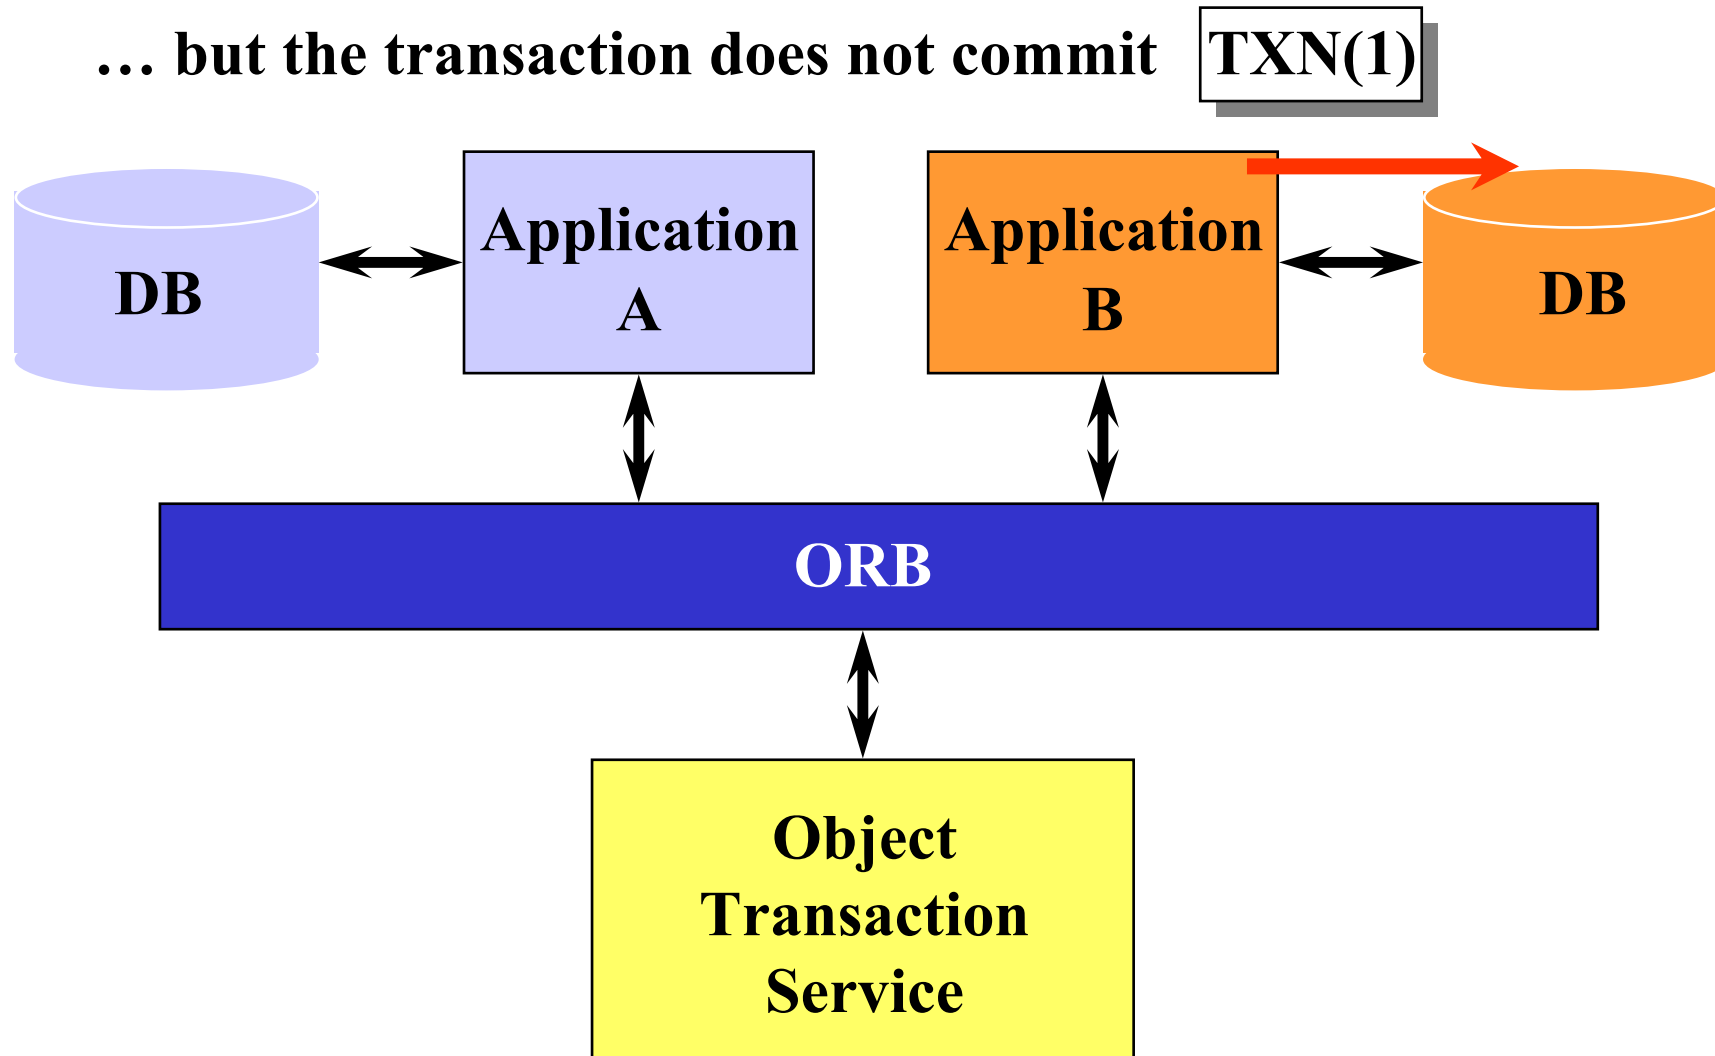 … but the transaction does not commit TXN(1)
DB
Application
A
Application
B
DB
ORB
Object
Transaction
Service